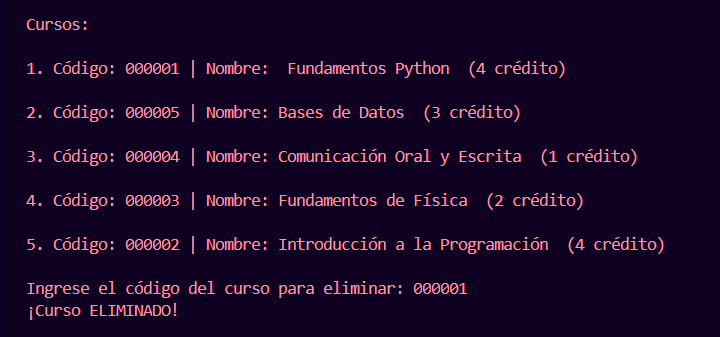 Cursos:
1. Código: 000001 | Nombre:  Fundamentos Python  (4 crédito)
2. Código: 000005 | Nombre: Bases de Datos  (3 crédito)
3. Código: 000004 | Nombre: Comunicación Oral y Escrita  (1 crédito)
4. Código: 000003 | Nombre: Fundamentos de Física  (2 crédito)
5. Código: 000002 | Nombre: Introducción a la Programación  (4 crédito)
Ingrese el código del curso para eliminar: 000001
¡Curso ELIMINADO!